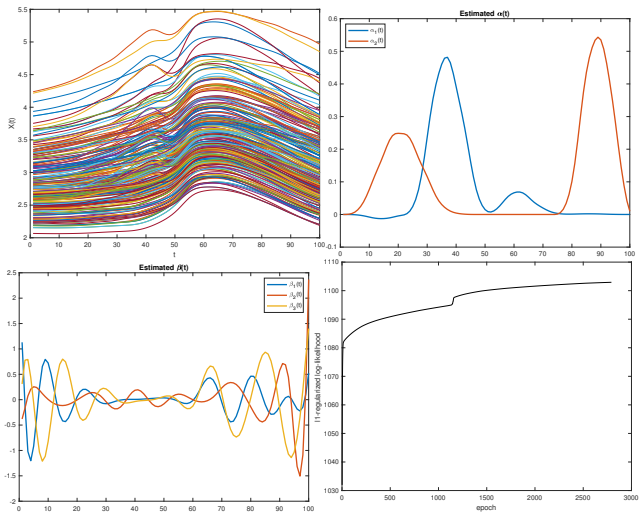 5.5
5
4.5
4
3.5
3
2.5
2
X(t)
0 10 20 30 40 50 60 70 80 90 100
t
Estimated α(t)
α₁(t)
α₂(t)
0.6
0.5
0.4
0.3
0.2
0.1
0
-0.1
0 10 20 30 40 50 60 70 80 90 100
Estimated β(t)
β₁(t)
β₂(t)
β₃(t)
2.5
2
1.5
1
0.5
0
-0.5
-1
-1.5
-2
0 10 20 30 40 50 60 70 80 90 100
1110
1100
1090
1080
1070
1060
1050
1040
1030
l1-regularized log-likelihood
0 500 1000 1500 2000 2500 3000
epoch